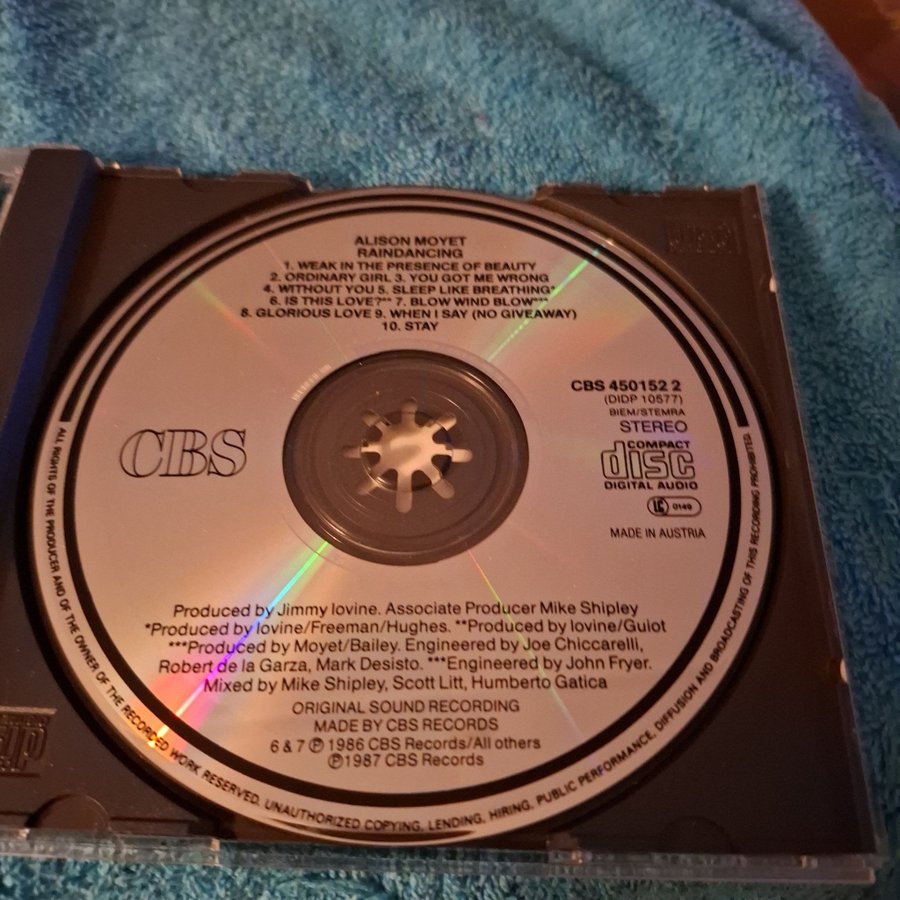 ALISON MOYET
RAINDANCING
1. WEAK IN THE PRESENCE OF BEAUTY
2. ORDINARY GIRL 3. YOU GOT ME WRONG
4. WITHOUT YOU 5. SLEEP LIKE BREATHING*
6. IS THIS LOVE?** 7. BLOW WIND BLOW***
8. GLORIOUS LOVE 9. WHEN I SAY (NO GIVEAWAY)
10. STAY
CBS
CBS 450152 2
(DIDP 10577)
BIEM/STEMRA
STEREO
COMPACT
disc
DIGITAL AUDIO
LC 0149
MADE IN AUSTRIA
Produced by Jimmy Iovine. Associate Producer Mike Shipley
*Produced by Iovine/Freeman/Hughes. **Produced by Iovine/Guiot
***Produced by Moyet/Bailey. Engineered by Joe Chiccarelli,
Robert de la Garza, Mark Desisto. ***Engineered by John Fryer.
Mixed by Mike Shipley, Scott Litt, Humberto Gatica
ORIGINAL SOUND RECORDING
MADE BY CBS RECORDS
6 & 7 ℗ 1986 CBS Records/All others
℗1987 CBS Records
ALL RIGHTS OF THE PRODUCER AND OF THE OWNER OF THE RECORDED WORK RESERVED. UNAUTHORIZED COPYING, LENDING, HIRING, PUBLIC PERFORMANCE, DIFFUSION AND BROADCASTING OF THIS RECORDING PROHIBITED.